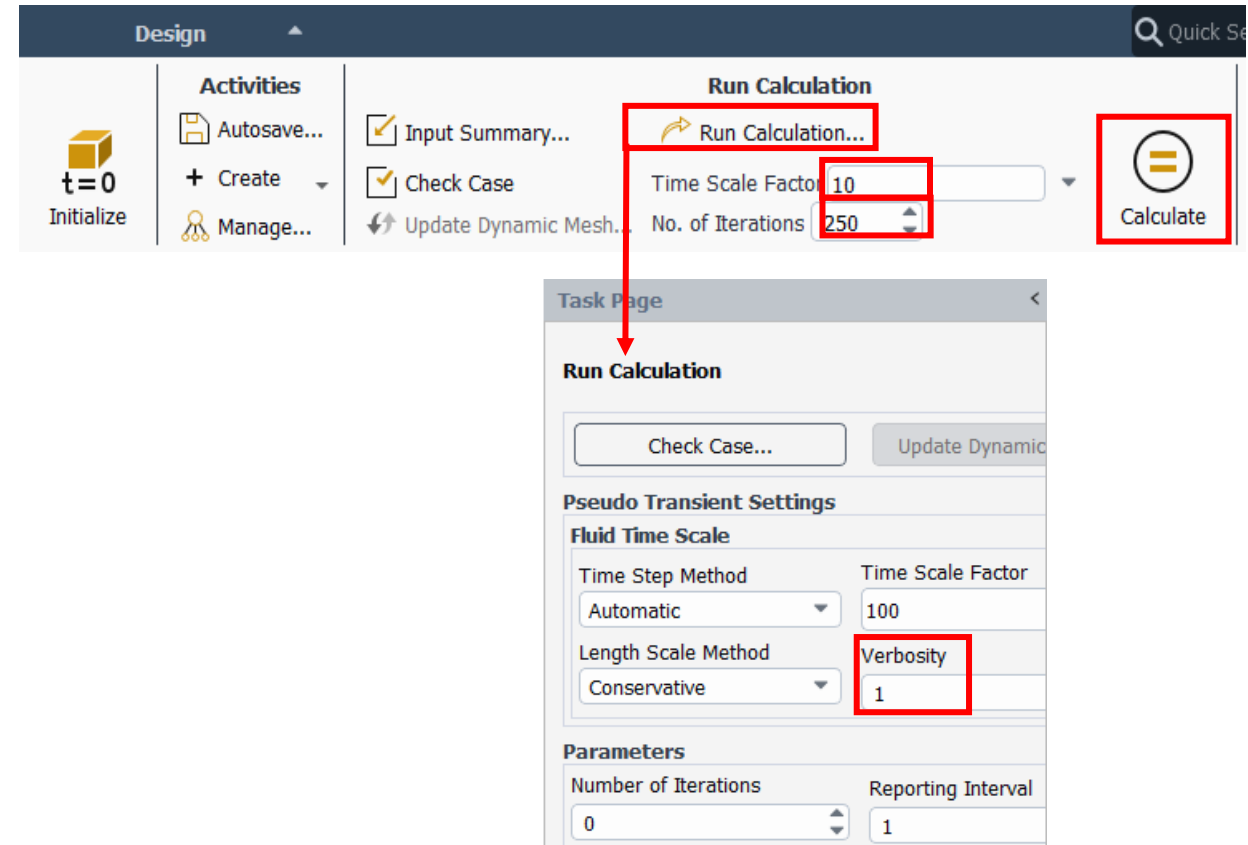 Design
Quick Se
Activities
Run Calculation
Autosave...
Input Summary...
Run Calculation...
t=0
+ Create
Check Case
Time Scale Factor 10
Initialize
Manage...
Update Dynamic Mesh...
No. of Iterations 250
Calculate
Task Page <
Run Calculation
Check Case...
Update Dynamic
Pseudo Transient Settings
Fluid Time Scale
Time Step Method
Time Scale Factor
Automatic
100
Length Scale Method
Verbosity
Conservative
1
Parameters
Number of Iterations
Reporting Interval
0
1